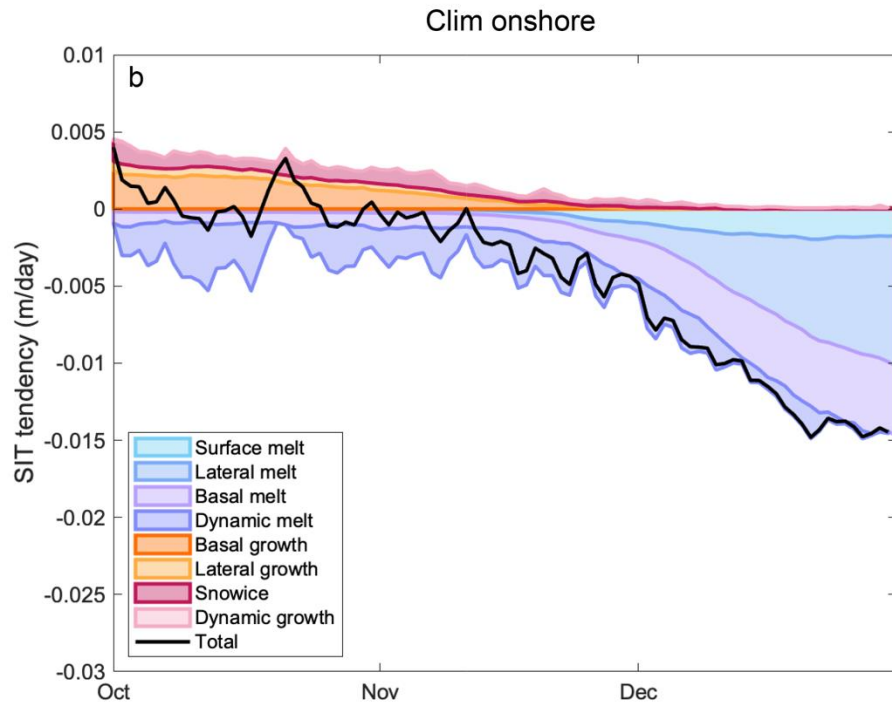 Clim onshore
b
0.01
0.005
0
-0.005
-0.01
-0.015
-0.02
-0.025
-0.03
SIT tendency (m/day)
Surface melt
Lateral melt
Basal melt
Dynamic melt
Basal growth
Lateral growth
Snowice
Dynamic growth
Total
Oct
Nov
Dec